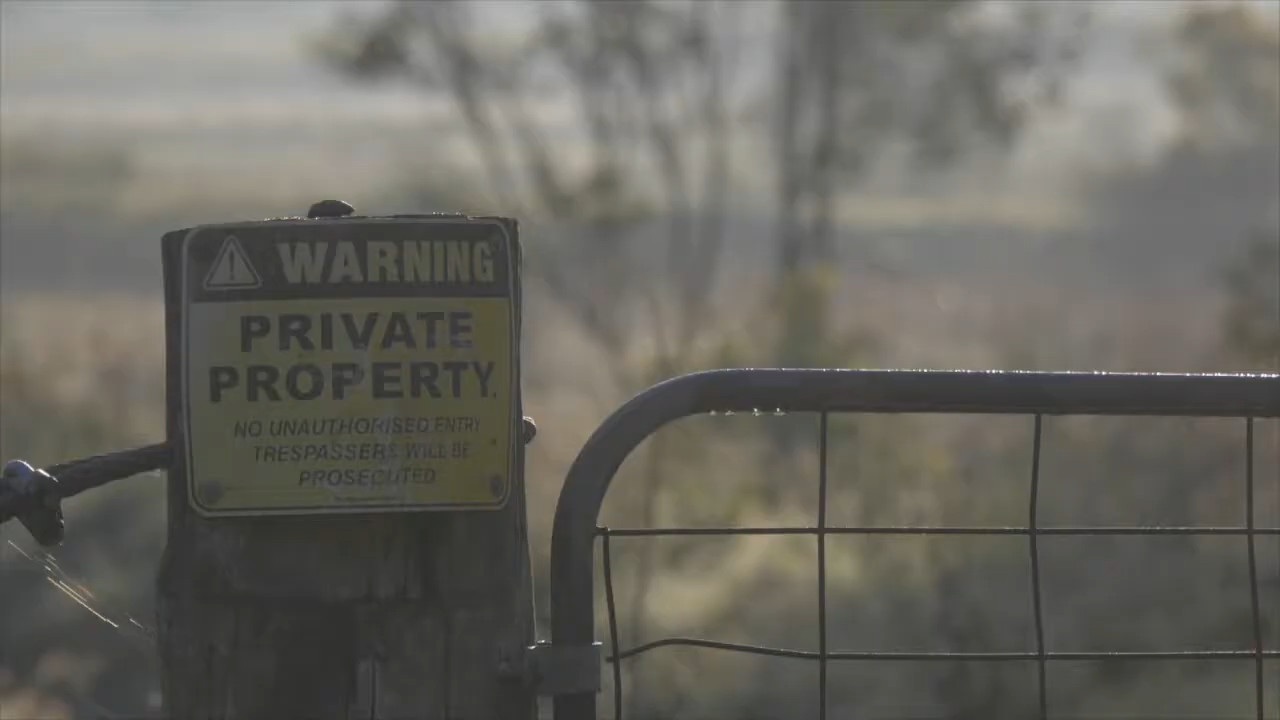 WARNING
PRIVATE
PROPERTY
NO UNAUTHORISED ENTRY
TRESPASSERS WILL BE
PROSECUTED